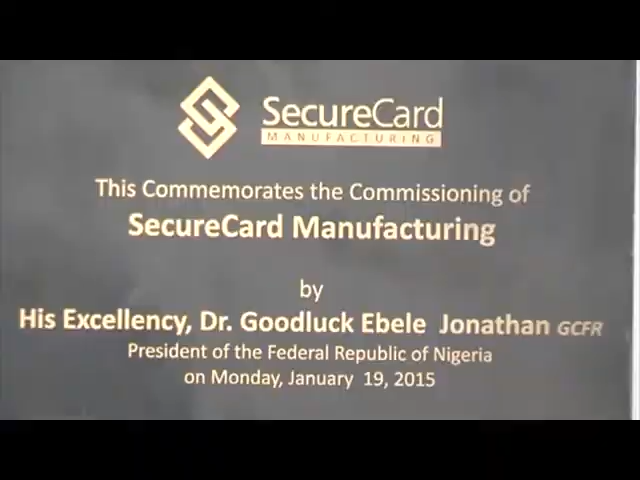 SecureCard
MANUFACTURING
This Commemorates the Commissioning of
SecureCard Manufacturing
by
His Excellency, Dr. Goodluck Ebele Jonathan GCFR
President of the Federal Republic of Nigeria
on Monday, January 19, 2015